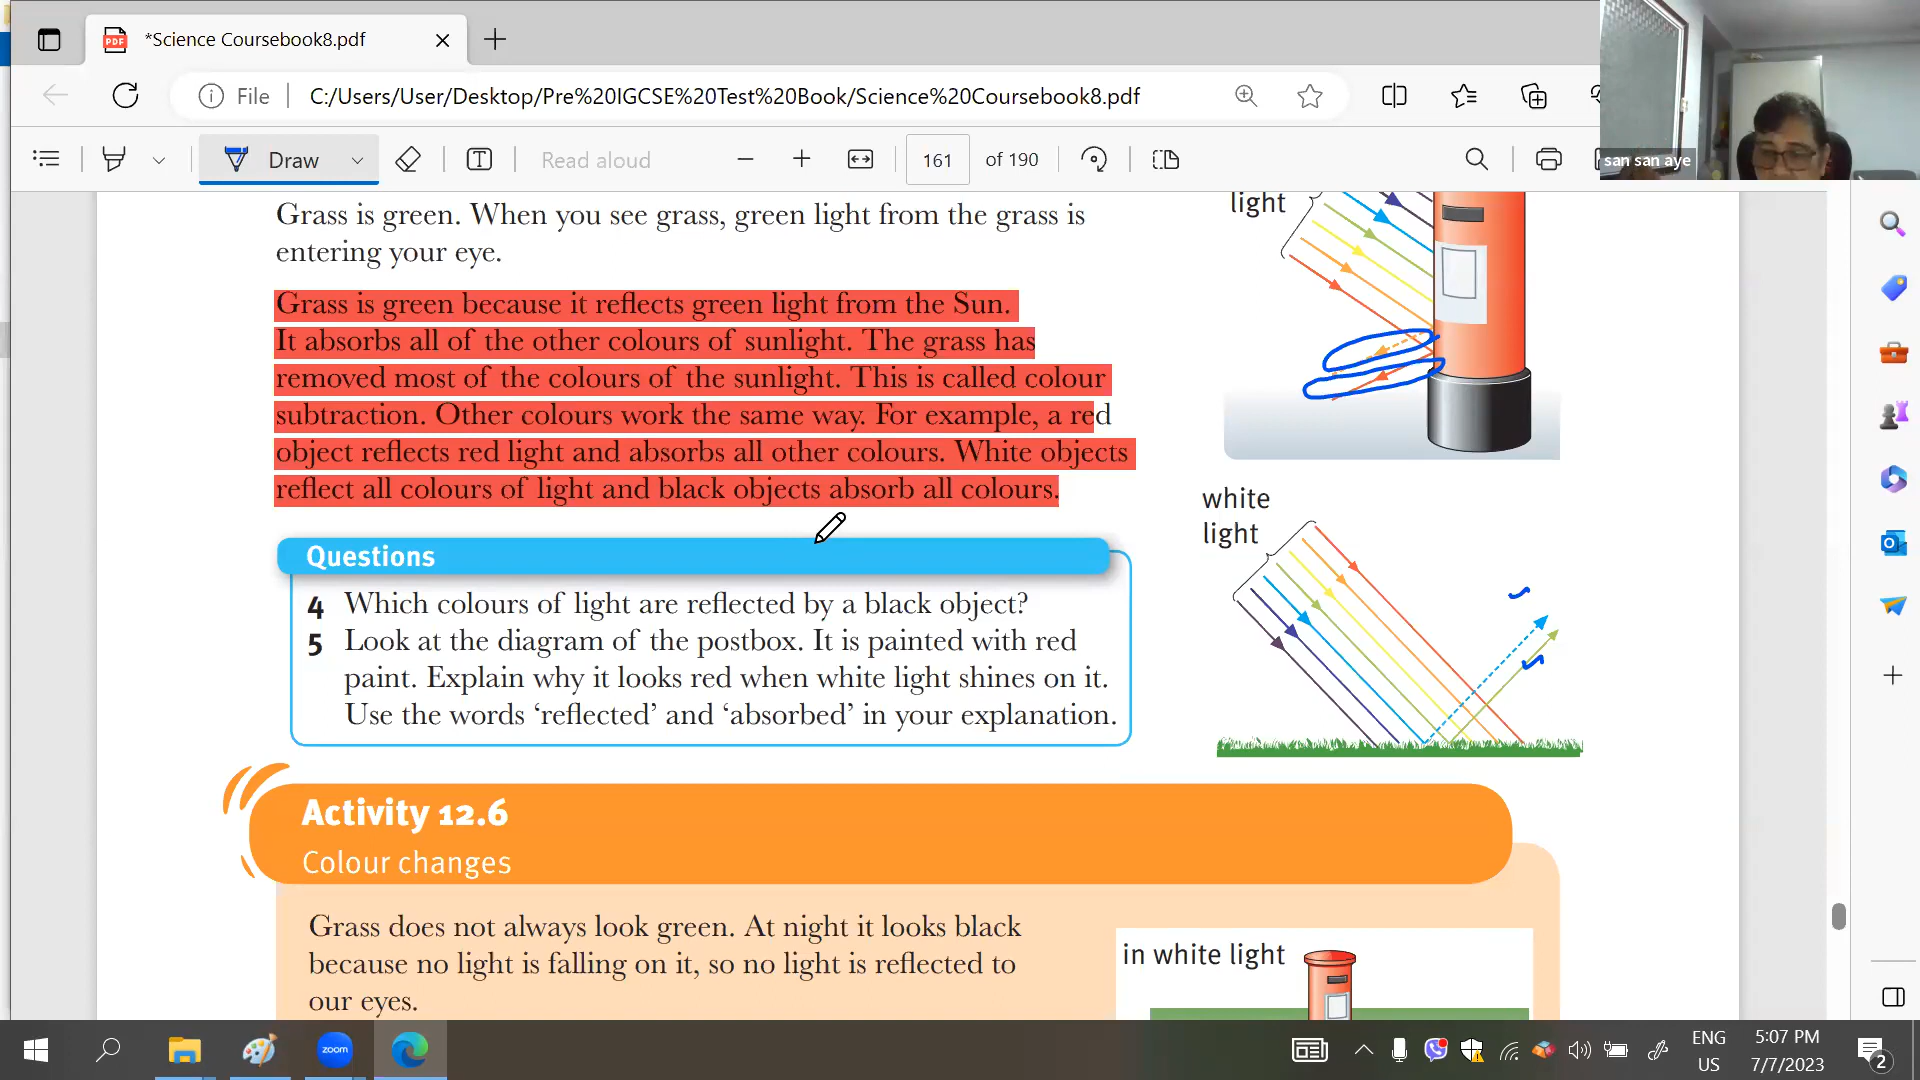 *Science Coursebook8.pdf
File
C:/Users/User/Desktop/Pre%20IGCSE%20Test%20Book/Science%20Coursebook8.pdf
Draw
Read aloud
161
of 190
san san aye
Grass is green. When you see grass, green light from the grass is
entering your eye.
Grass is green because it reflects green light from the Sun.
It absorbs all of the other colours of sunlight. The grass has
removed most of the colours of the sunlight. This is called colour
subtraction. Other colours work the same way. For example, a red
object reflects red light and absorbs all other colours. White objects
reflect all colours of light and black objects absorb all colours.
light
white
light
Questions
4 Which colours of light are reflected by a black object?
5 Look at the diagram of the postbox. It is painted with red
paint. Explain why it looks red when white light shines on it.
Use the words ‘reflected’ and ‘absorbed’ in your explanation.
Activity 12.6
Colour changes
Grass does not always look green. At night it looks black
because no light is falling on it, so no light is reflected to
our eyes.
in white light
zoom
ENG
US
5:07 PM
7/7/2023
2